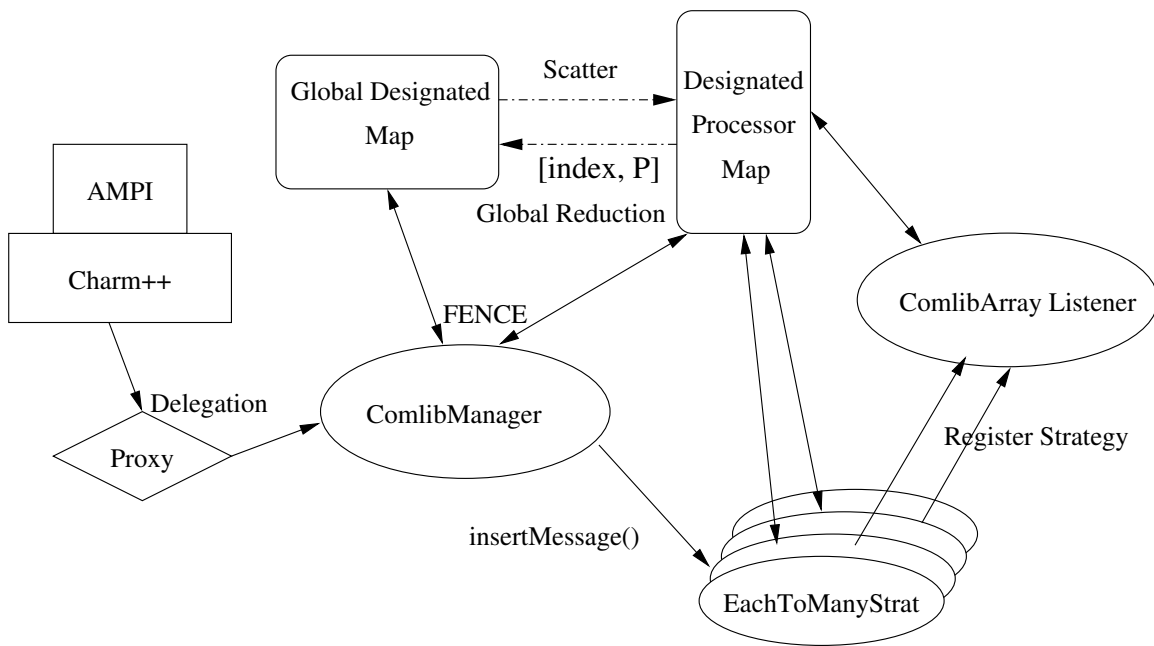 Scatter
Global Designated
Map
Designated
Processor
Map
[index, P]
Global Reduction
AMPI
Charm++
FENCE
ComlibArray Listener
Delegation
ComlibManager
Proxy
Register Strategy
insertMessage()
EachToManyStrat